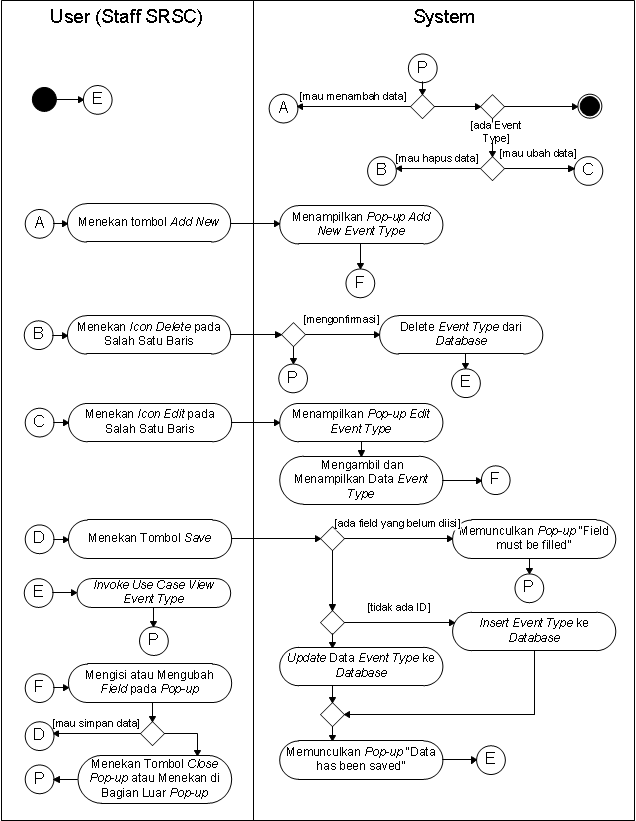 User (Staff SRSC)
System
P
E
[mau menambah data]
A
[ada Event
Type]
[mau hapus data]
[mau ubah data]
B
C
A
Menekan tombol Add New
Menampilkan Pop-up Add
New Event Type
F
B
Menekan Icon Delete pada
Salah Satu Baris
[mengonfirmasi]
Delete Event Type dari
Database
P
E
C
Menekan Icon Edit pada
Salah Satu Baris
Menampilkan Pop-up Edit
Event Type
Mengambil dan
Menampilkan Data Event
Type
F
D
Menekan Tombol Save
[ada field yang belum diisi]
Memunculkan Pop-up "Field
must be filled"
P
E
Invoke Use Case View
Event Type
P
[tidak ada ID]
Insert Event Type ke
Database
Update Data Event Type ke
Database
F
Mengisi atau Mengubah
Field pada Pop-up
[mau simpan data]
D
P
Menekan Tombol Close
Pop-up atau Menekan di
Bagian Luar Pop-up
Memunculkan Pop-up "Data
has been saved"
E